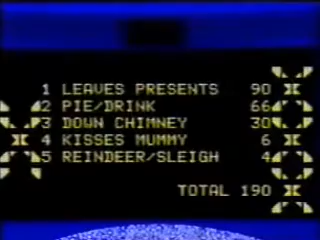 1 LEAVES PRESENTS 90
2 PIE/DRINK 66
3 DOWN CHIMNEY 30
4 KISSES MUMMY 6
5 REINDEER/SLEIGH 4
TOTAL 190